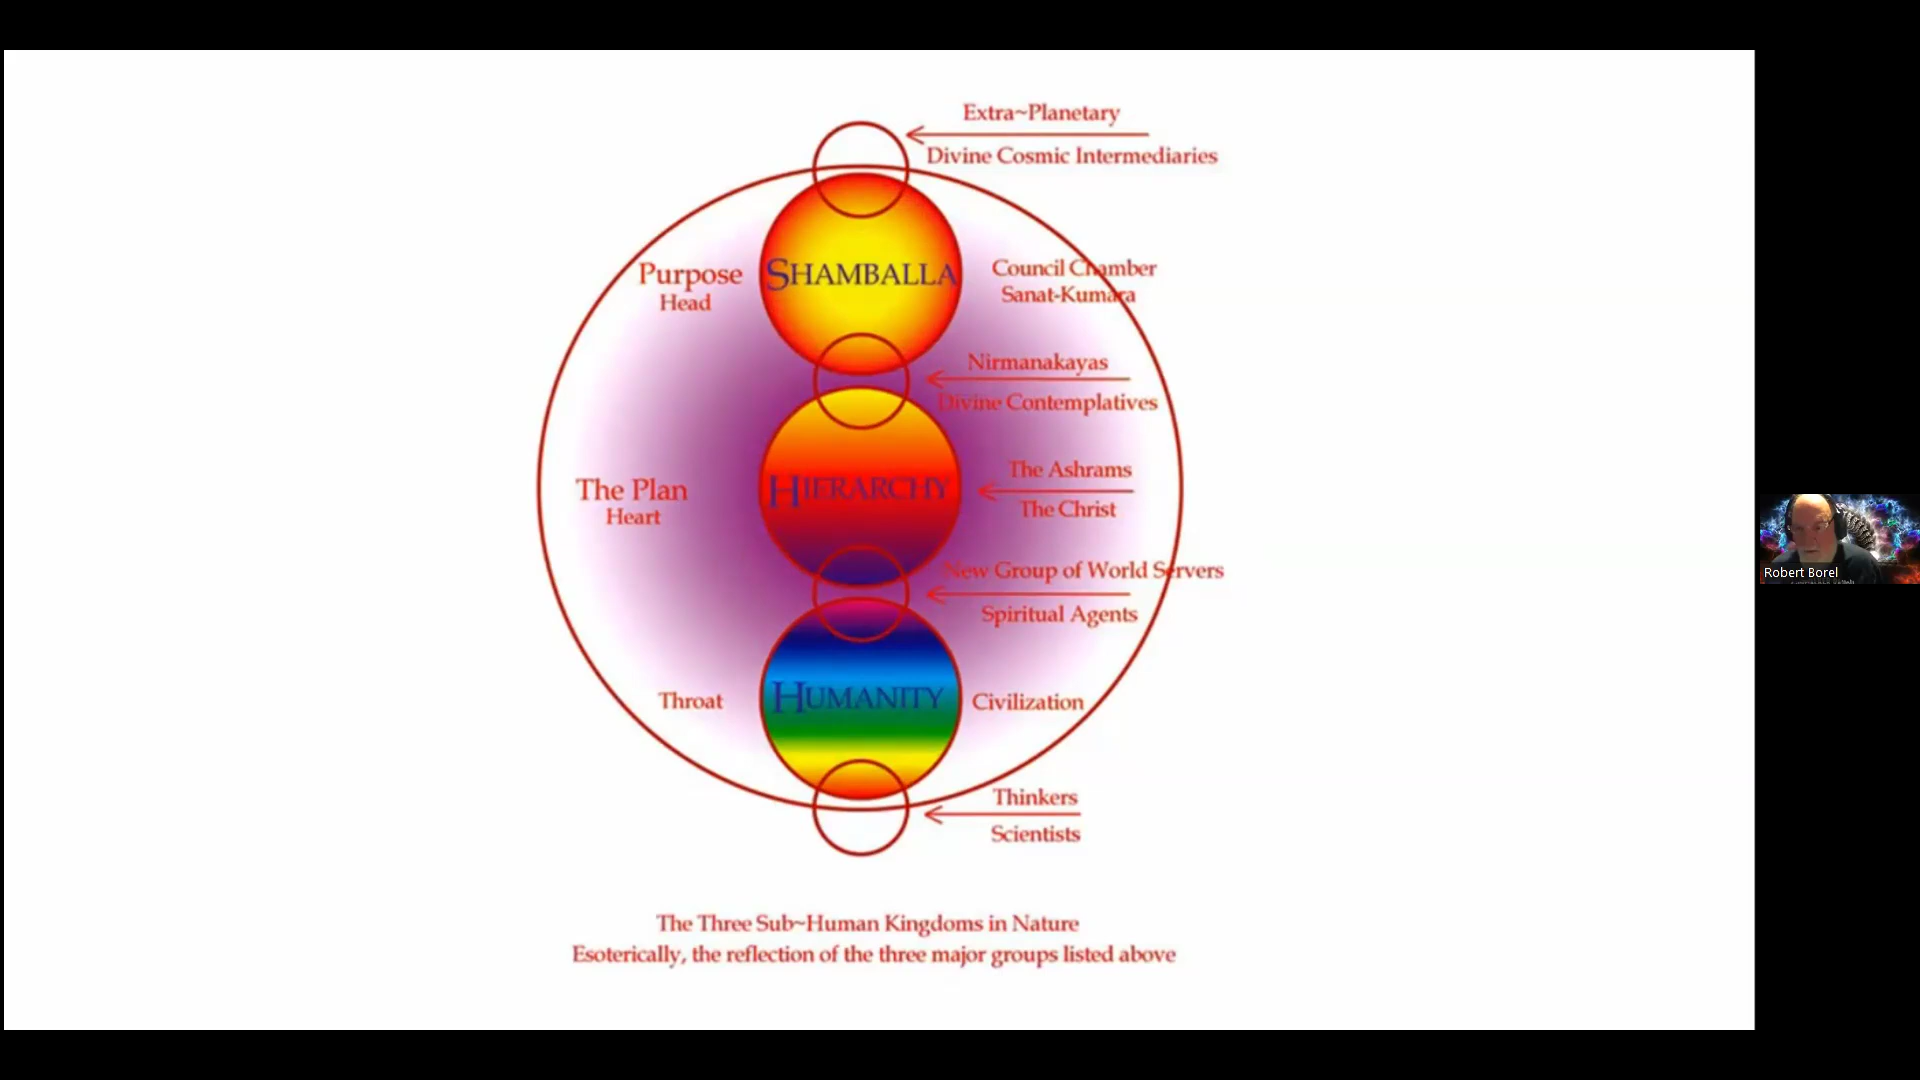 Extra~Planetary
Divine Cosmic Intermediaries
Purpose
Head
SHAMBALLA
Council Chamber
Sanat-Kumara
Nirmanakayas
Divine Contemplatives
The Plan
Heart
HIERARCHY
The Ashrams
The Christ
New Group of World Servers
Spiritual Agents
Throat
HUMANITY
Civilization
Thinkers
Scientists
The Three Sub~Human Kingdoms in Nature
Esoterically, the reflection of the three major groups listed above
Robert Borel